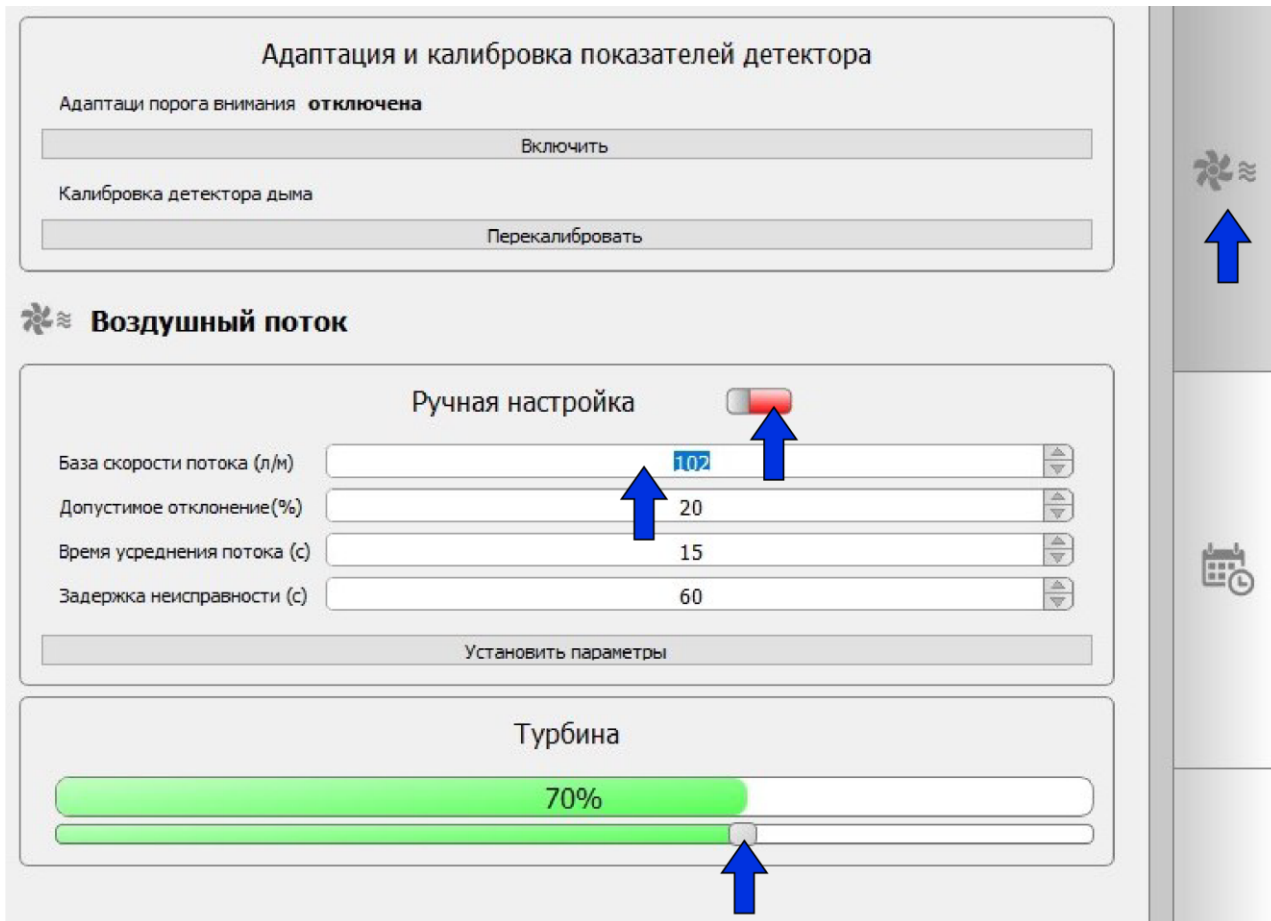 Адаптация и калибровка показателей детектора
Адаптаци порога внимания отключена
Включить
Калибровка детектора дыма
Перекалибровать
Воздушный поток
Ручная настройка
База скорости потока (л/м) 102
Допустимое отклонение(%) 20
Время усреднения потока (с) 15
Задержка неисправности (с) 60
Установить параметры
Турбина
70%